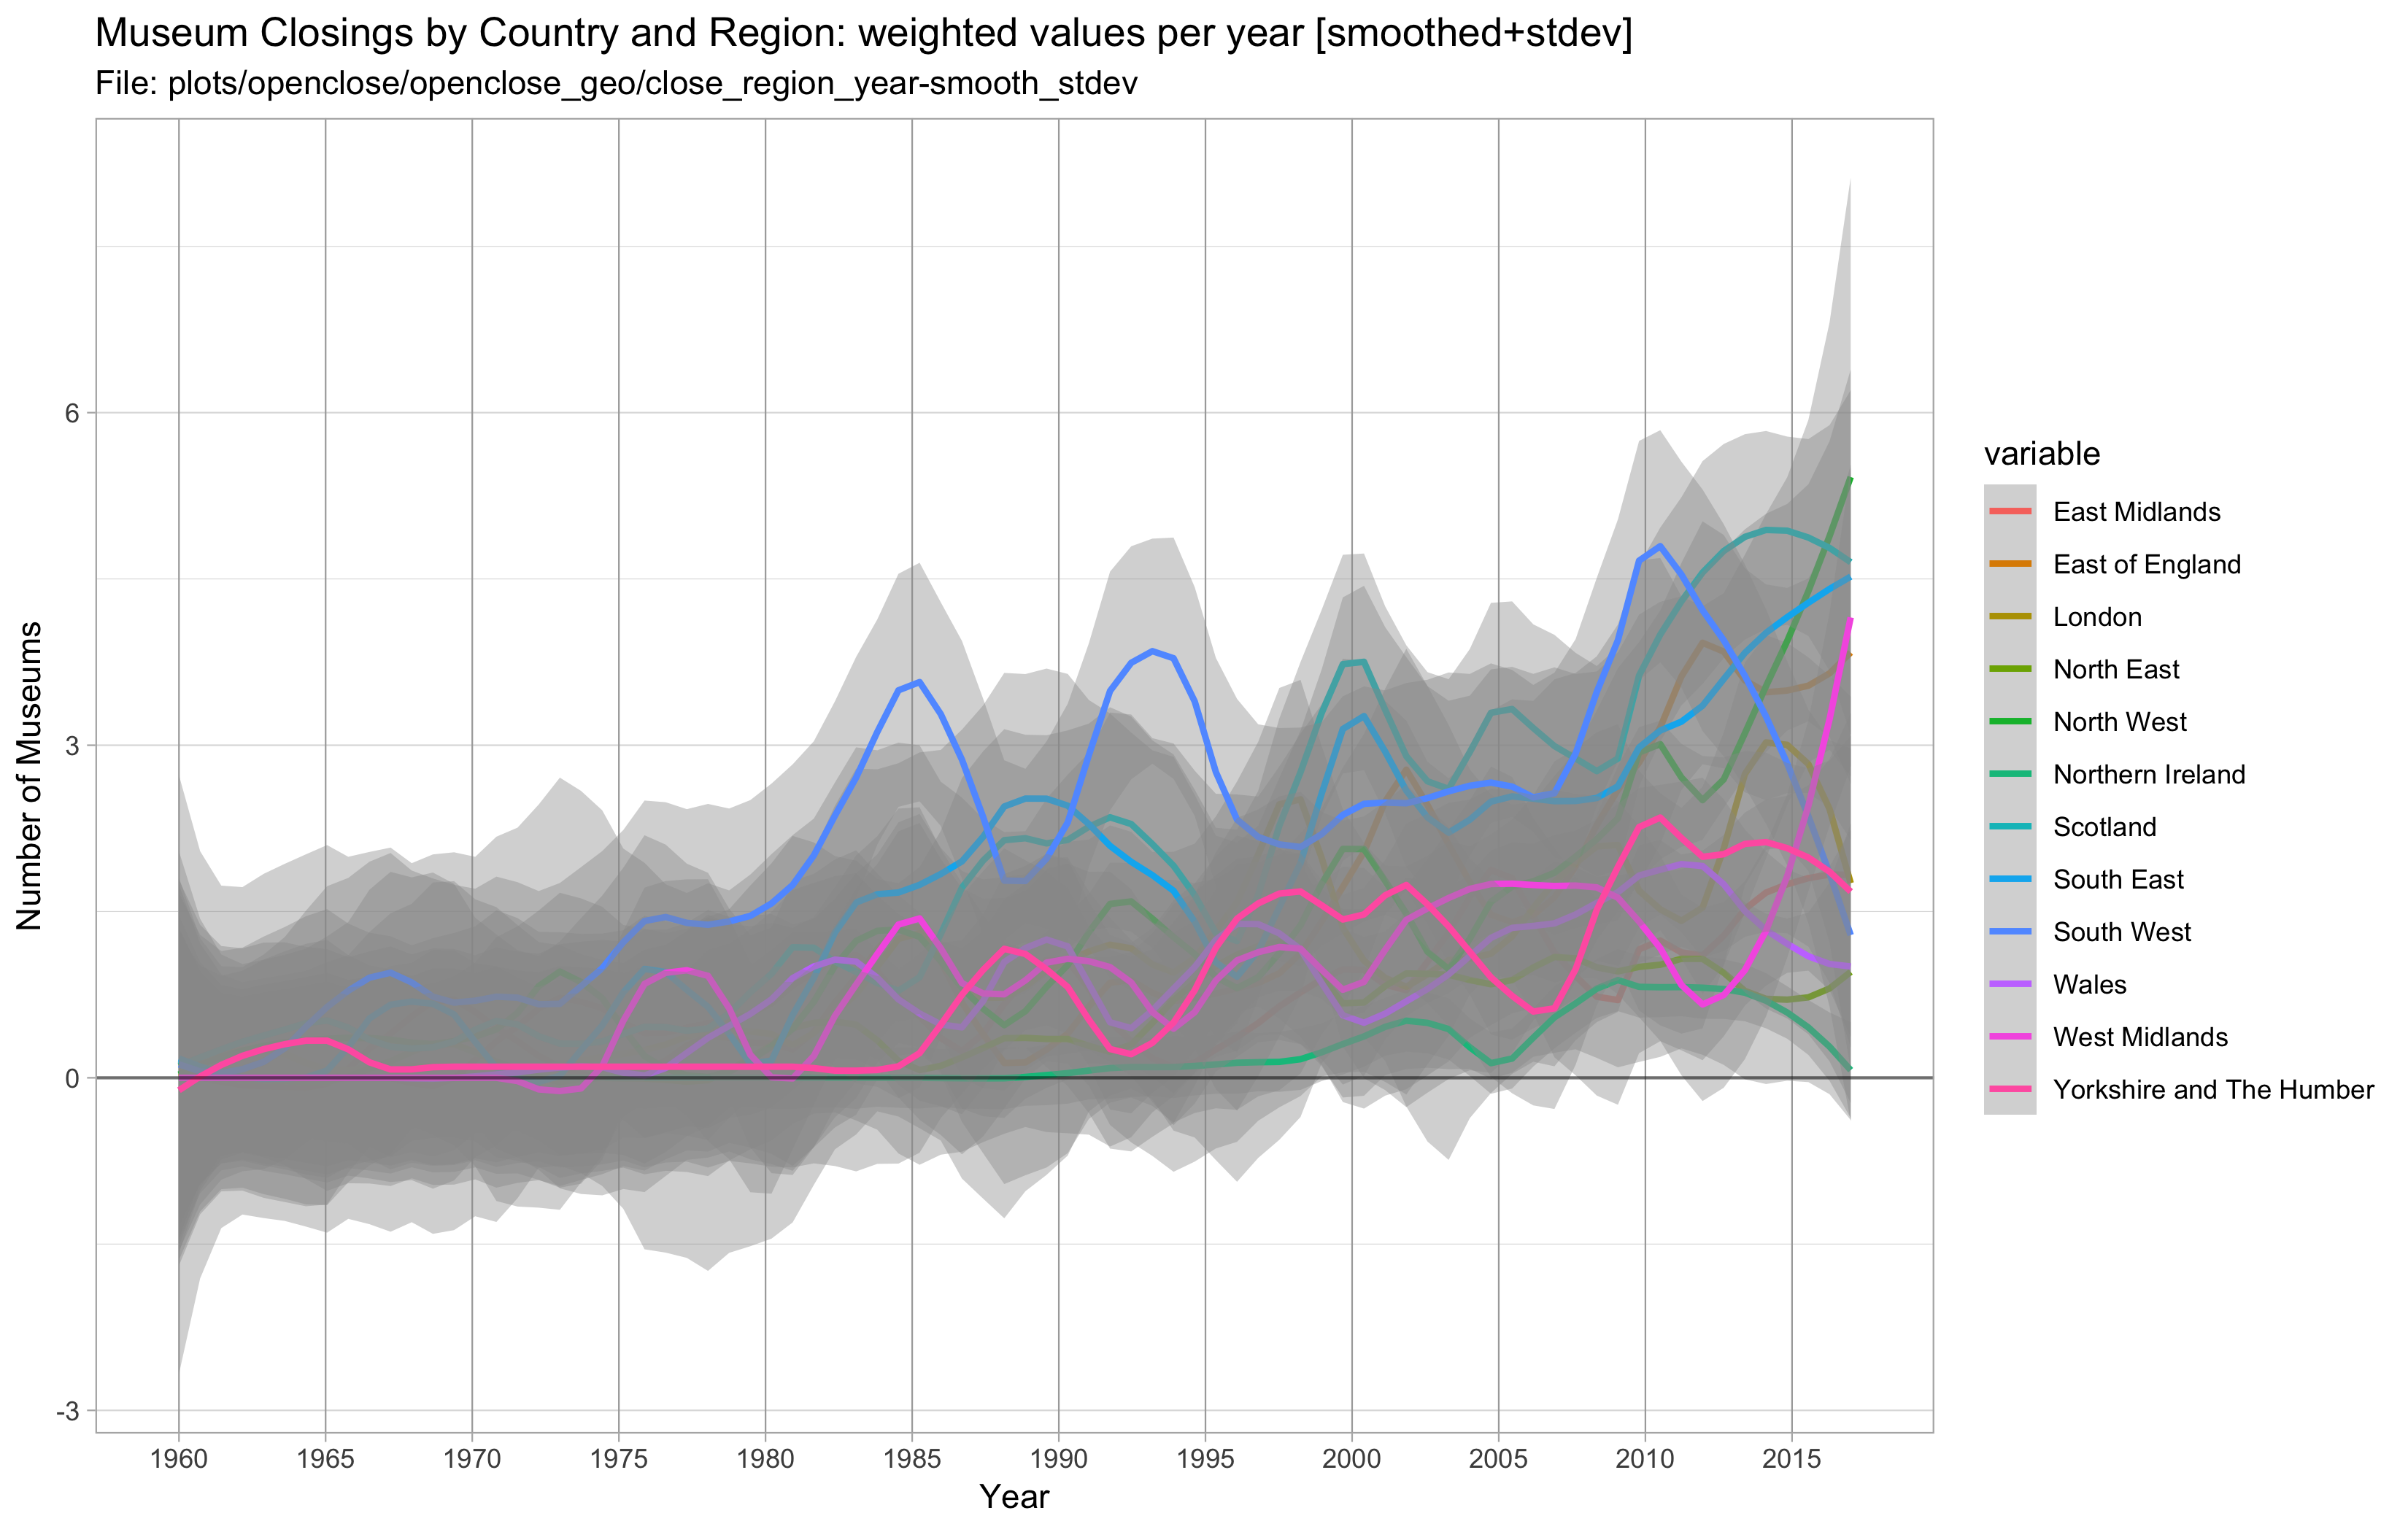 Museum Closings by Country and Region: weighted values per year [smoothed+stdev]
File: plots/openclose/openclose_geo/close_region_year-smooth_stdev
Number of Museums
6
3
0
-3
1960 1965 1970 1975 1980 1985 1990 1995 2000 2005 2010 2015
Year
variable
East Midlands
East of England
London
North East
North West
Northern Ireland
Scotland
South East
South West
Wales
West Midlands
Yorkshire and The Humber